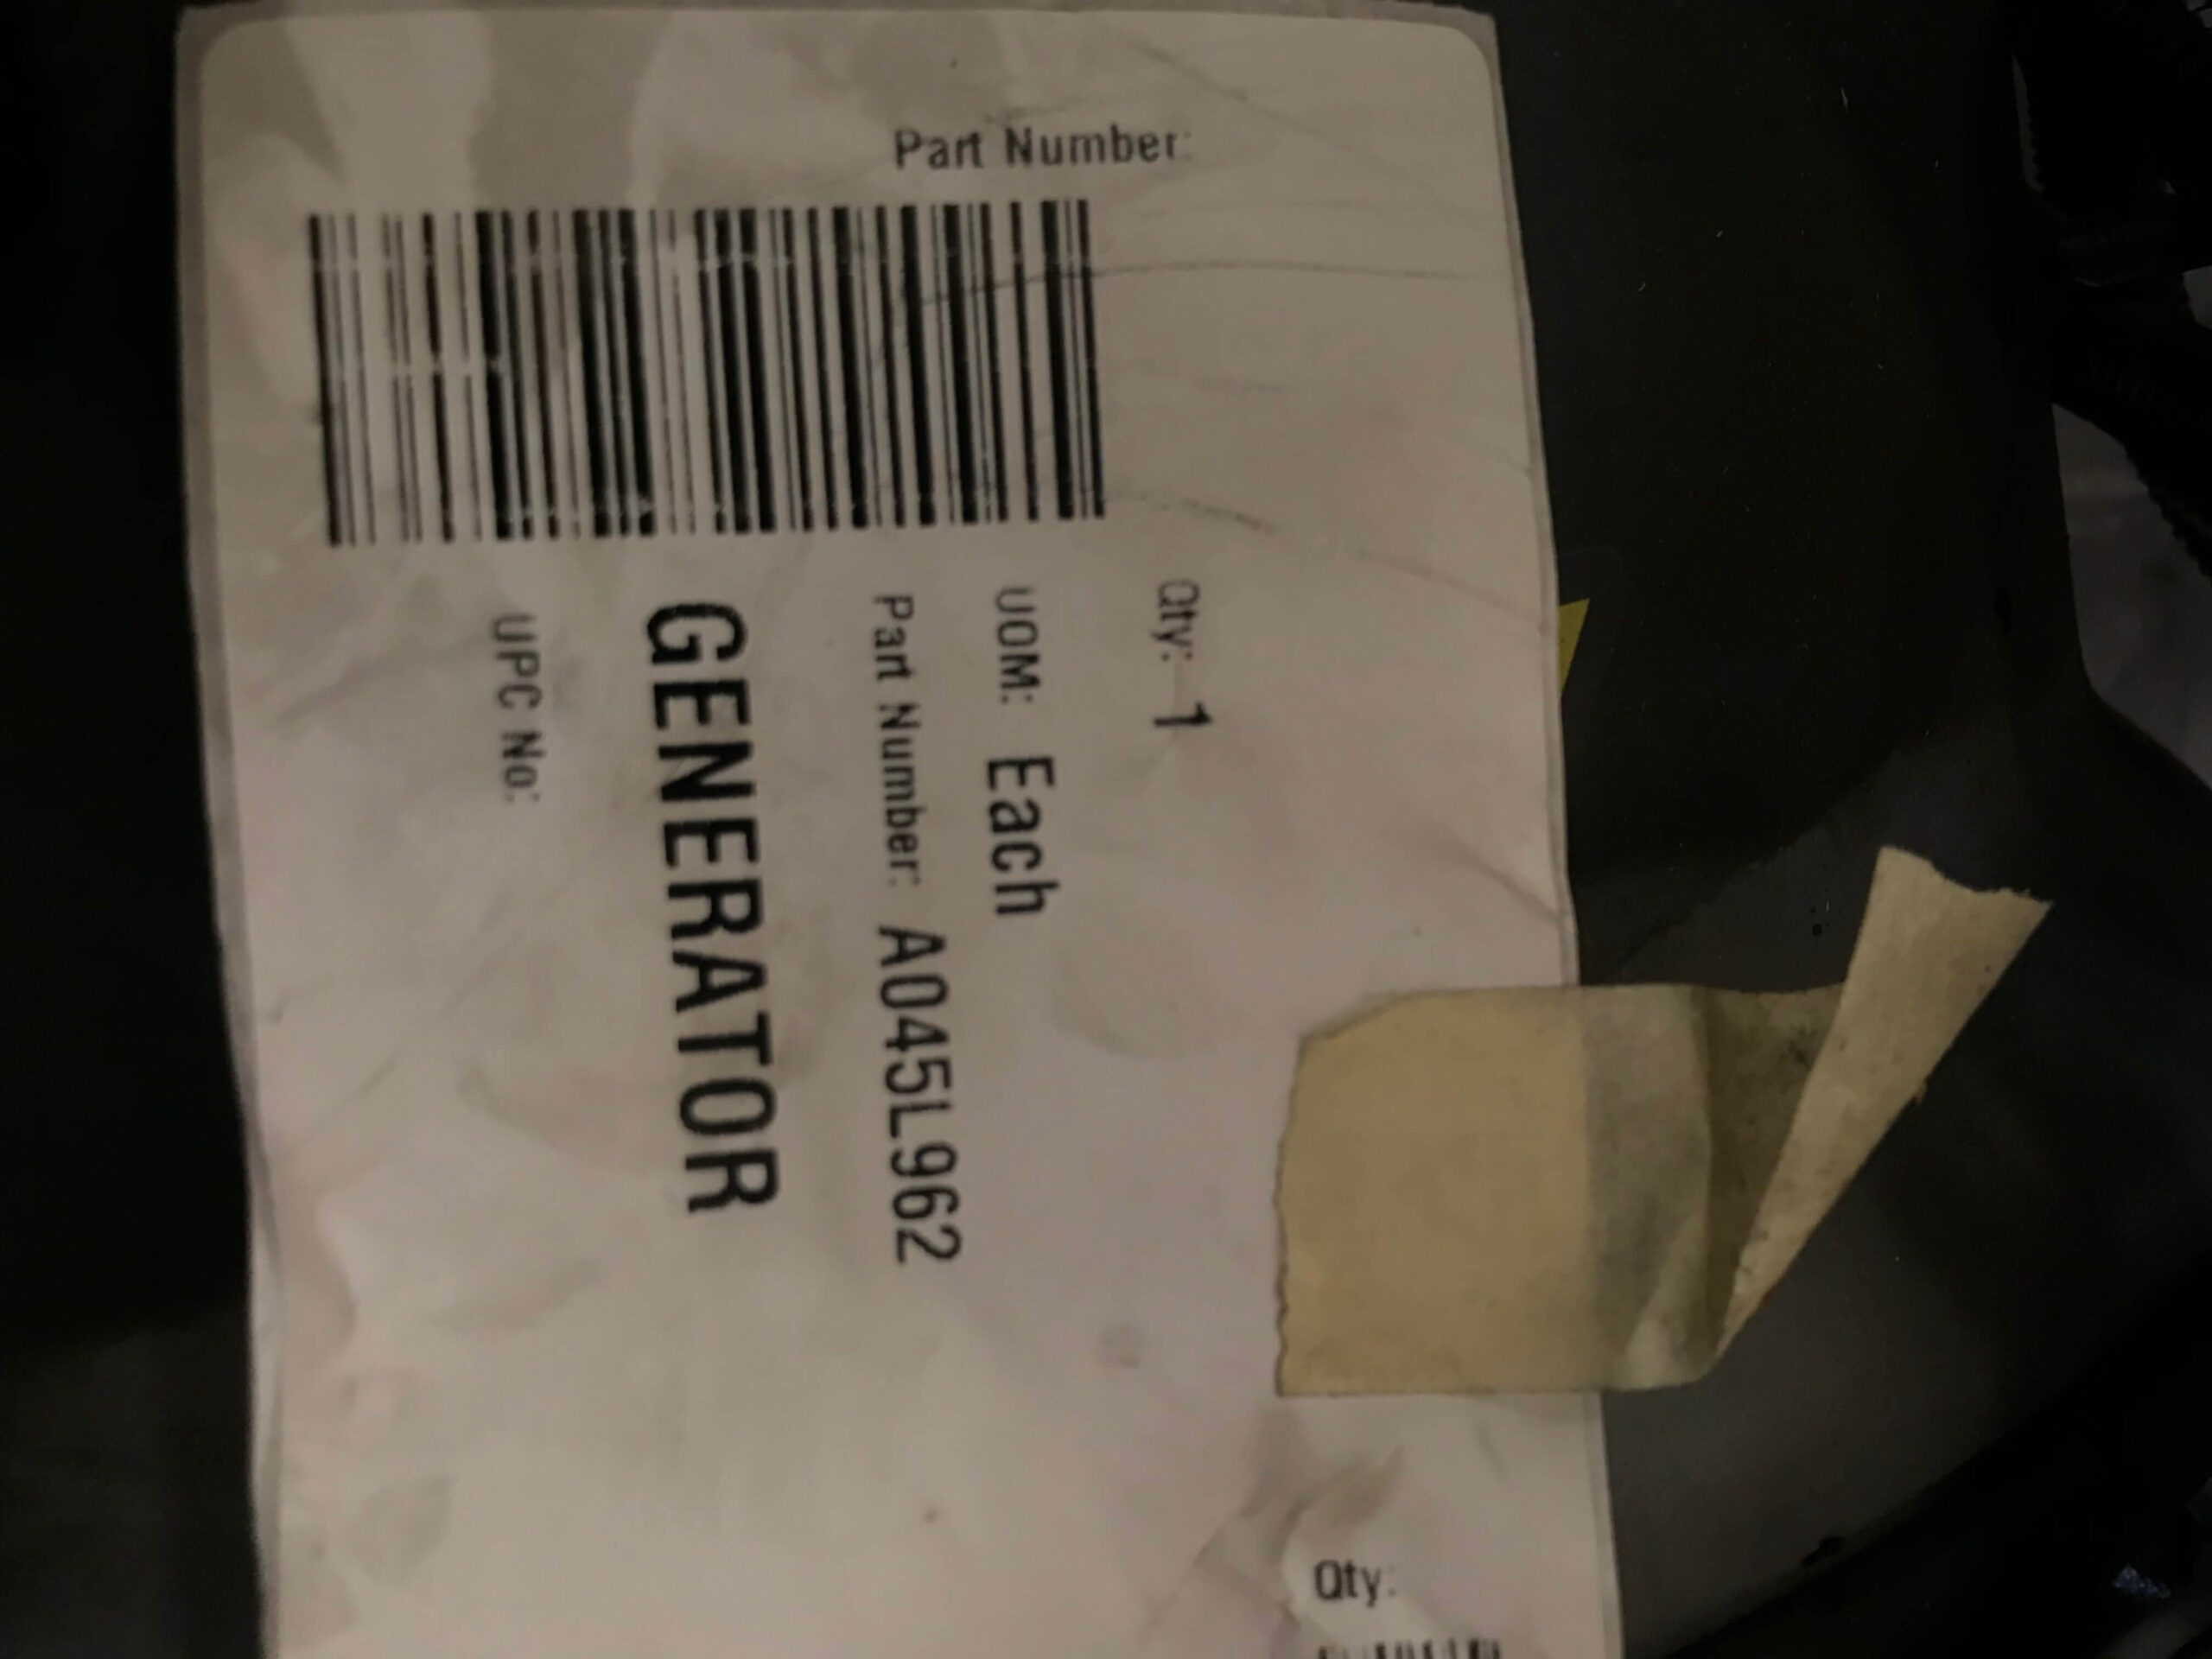 Part Number:
Qty: 1
UOM: Each
Part Number: A045L962
GENERATOR
UPC No:
Qty: